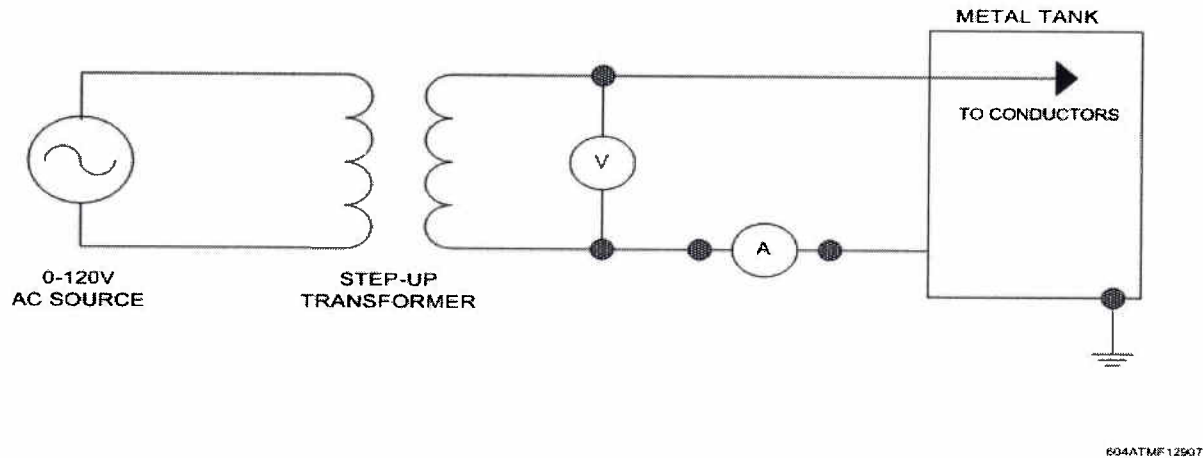 METAL TANK
TO CONDUCTORS
V
A
0-120V
AC SOURCE
STEP-UP
TRANSFORMER
604ATMF12907